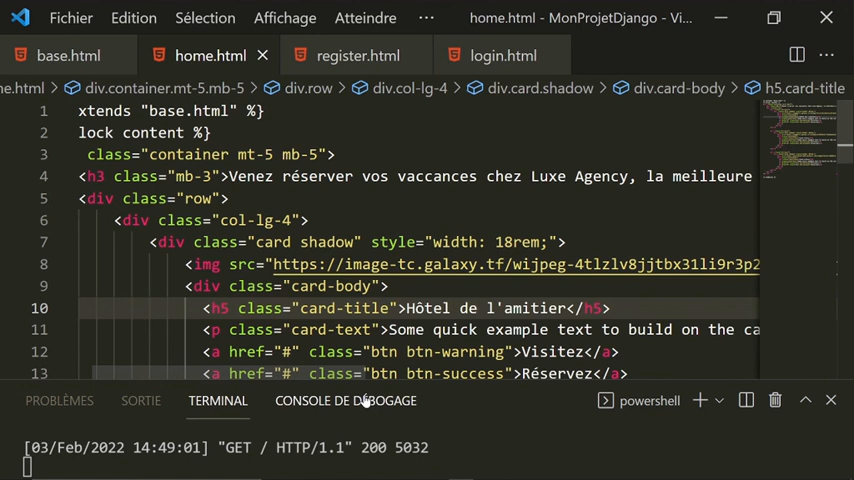 Fichier Edition Sélection Affichage Atteindre ··· home.html - MonProjetDjango - Vi...
base.html home.html register.html login.html ···
me.html › div.container.mt-5.mb-5 › div.row › div.col-lg-4 › div.card.shadow › div.card-body › h5.card-title
1 xtends "base.html" %}
2 lock content %}
3 class="container mt-5 mb-5">
4 <h3 class="mb-3">Venez réserver vos vaccances chez Luxe Agency, la meilleure
5 <div class="row">
6 <div class="col-lg-4">
7 <div class="card shadow" style="width: 18rem;">
8 <img src="https://image-tc.galaxy.tf/wijpeg-4tlzlv8jjtbx31li9r3p2
9 <div class="card-body">
10 <h5 class="card-title">Hôtel de l'amitier</h5>
11 <p class="card-text">Some quick example text to build on the ca
12 <a href="#" class="btn btn-warning">Visitez</a>
13 <a href="#" class="btn btn-success">Réservez</a>
PROBLÈMES SORTIE TERMINAL CONSOLE DE DÉBOGAGE powershell
[03/Feb/2022 14:49:01] "GET / HTTP/1.1" 200 5032